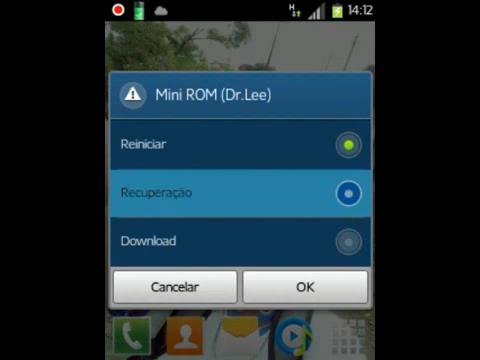 H
14:12
Mini ROM (Dr.Lee)
Reiniciar
Recuperação
Download
Cancelar
OK